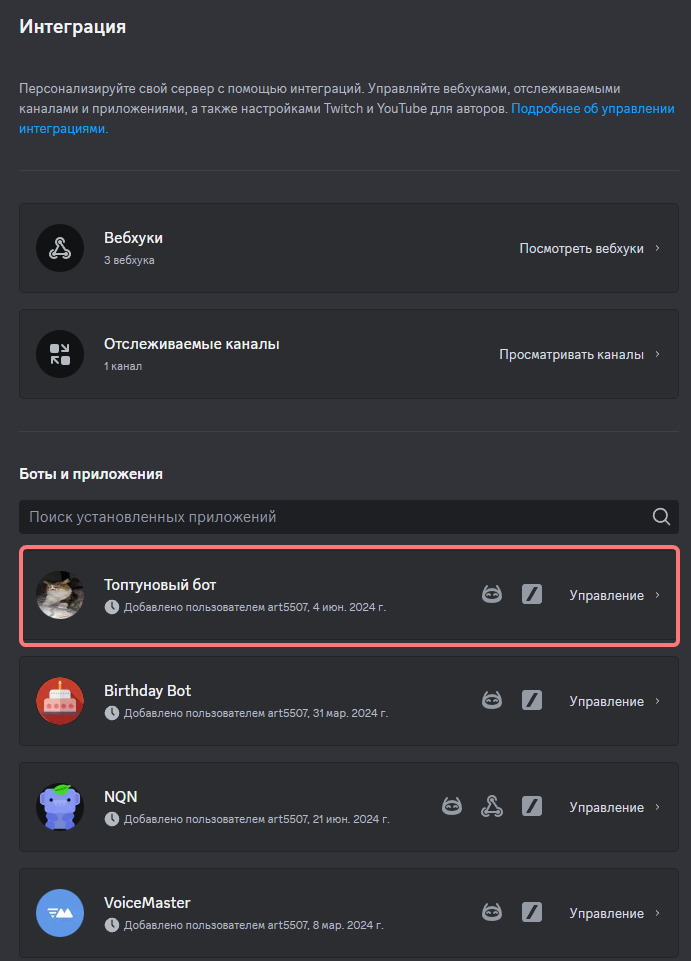 Интеграция
Персонализируйте свой сервер с помощью интеграций. Управляйте вебхуками, отслеживаемыми
каналами и приложениями, а также настройками Twitch и YouTube для авторов. Подробнее об управлении
интеграциями.
Вебхуки
3 вебхука
Посмотреть вебхуки
Отслеживаемые каналы
1 канал
Просматривать каналы
Боты и приложения
Поиск установленных приложений
Топтуновый бот
Добавлено пользователем art5507, 4 июн. 2024 г.
Управление
Birthday Bot
Добавлено пользователем art5507, 31 мар. 2024 г.
Управление
NQN
Добавлено пользователем art5507, 21 июн. 2024 г.
Управление
VoiceMaster
Добавлено пользователем art5507, 8 мар. 2024 г.
Управление